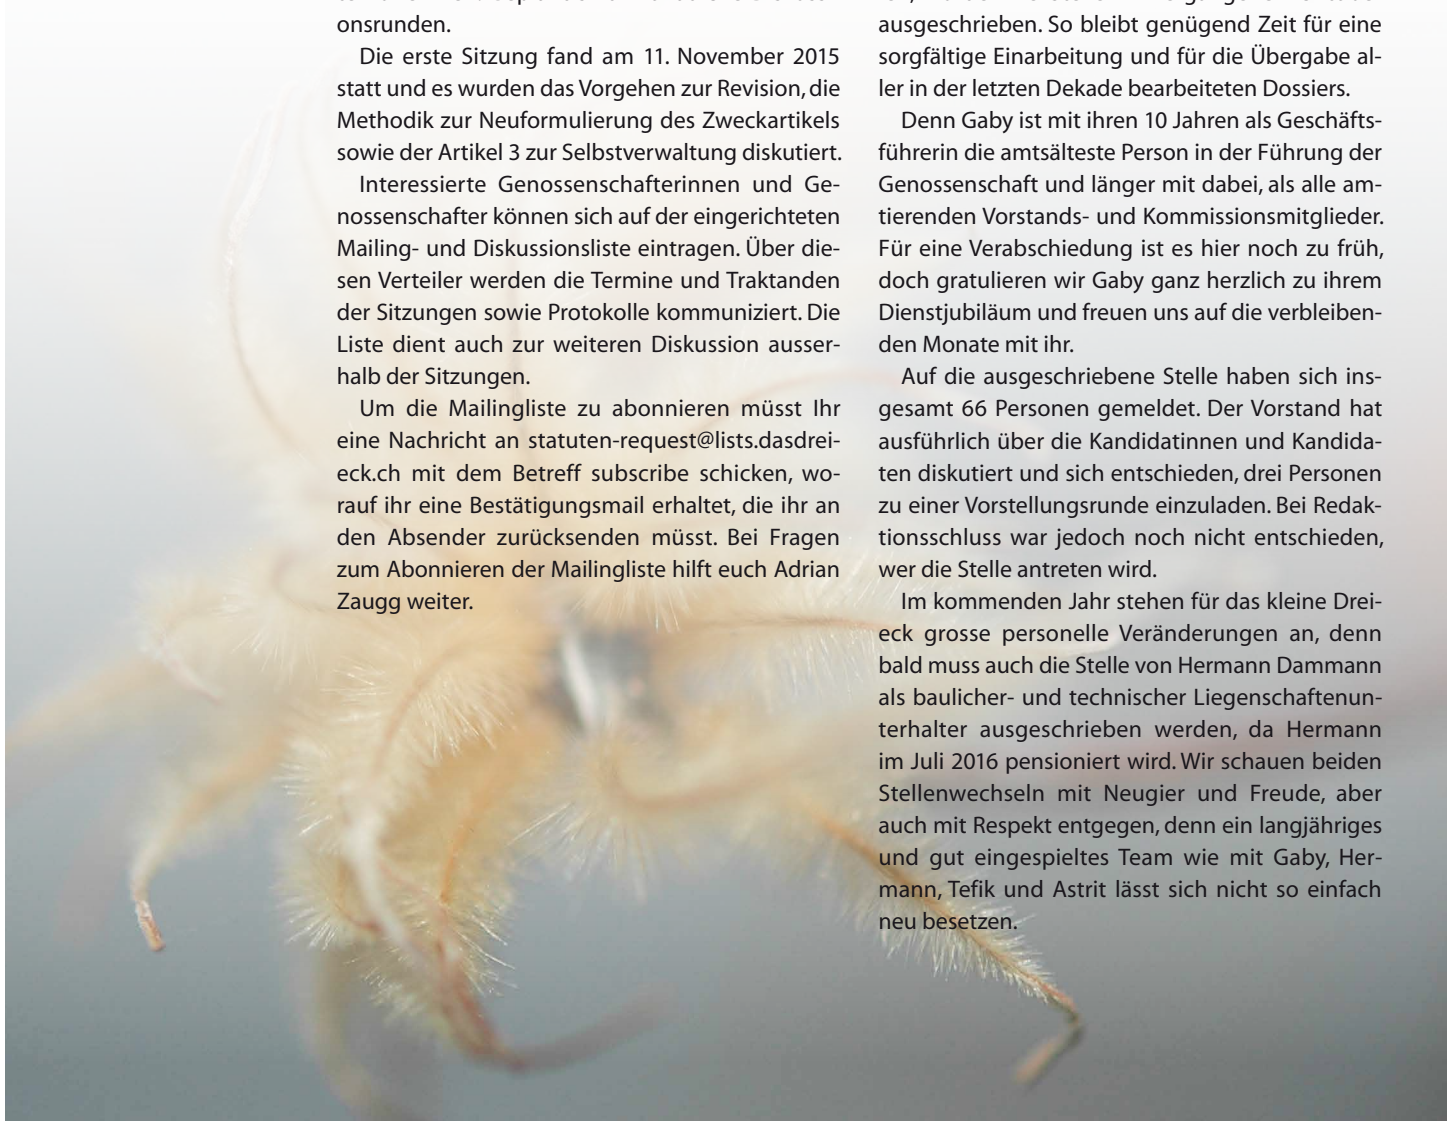 onsrunden.
Die erste Sitzung fand am 11. November 2015
statt und es wurden das Vorgehen zur Revision, die
Methodik zur Neuformulierung des Zweckartikels
sowie der Artikel 3 zur Selbstverwaltung diskutiert.
Interessierte Genossenschafterinnen und Ge-
nossenschafter können sich auf der eingerichteten
Mailing- und Diskussionsliste eintragen. Über die-
sen Verteiler werden die Termine und Traktanden
der Sitzungen sowie Protokolle kommuniziert. Die
Liste dient auch zur weiteren Diskussion ausser-
halb der Sitzungen.
Um die Mailingliste zu abonnieren müsst Ihr
eine Nachricht an statuten-request@lists.dasdrei-
eck.ch mit dem Betreff subscribe schicken, wo-
rauf ihr eine Bestätigungsmail erhaltet, die ihr an
den Absender zurücksenden müsst. Bei Fragen
zum Abonnieren der Mailingliste hilft euch Adrian
Zaugg weiter.
ausgeschrieben. So bleibt genügend Zeit für eine
sorgfältige Einarbeitung und für die Übergabe al-
ler in der letzten Dekade bearbeiteten Dossiers.
Denn Gaby ist mit ihren 10 Jahren als Geschäfts-
führerin die amtsälteste Person in der Führung der
Genossenschaft und länger mit dabei, als alle am-
tierenden Vorstands- und Kommissionsmitglieder.
Für eine Verabschiedung ist es hier noch zu früh,
doch gratulieren wir Gaby ganz herzlich zu ihrem
Dienstjubiläum und freuen uns auf die verbleiben-
den Monate mit ihr.
Auf die ausgeschriebene Stelle haben sich ins-
gesamt 66 Personen gemeldet. Der Vorstand hat
ausführlich über die Kandidatinnen und Kandida-
ten diskutiert und sich entschieden, drei Personen
zu einer Vorstellungsrunde einzuladen. Bei Redak-
tionsschluss war jedoch noch nicht entschieden,
wer die Stelle antreten wird.
Im kommenden Jahr stehen für das kleine Drei-
eck grosse personelle Veränderungen an, denn
bald muss auch die Stelle von Hermann Dammann
als baulicher- und technischer Liegenschaftenun-
terhalter ausgeschrieben werden, da Hermann
im Juli 2016 pensioniert wird. Wir schauen beiden
Stellenwechseln mit Neugier und Freude, aber
auch mit Respekt entgegen, denn ein langjähriges
und gut eingespieltes Team wie mit Gaby, Her-
mann, Tefik und Astrit lässt sich nicht so einfach
neu besetzen.